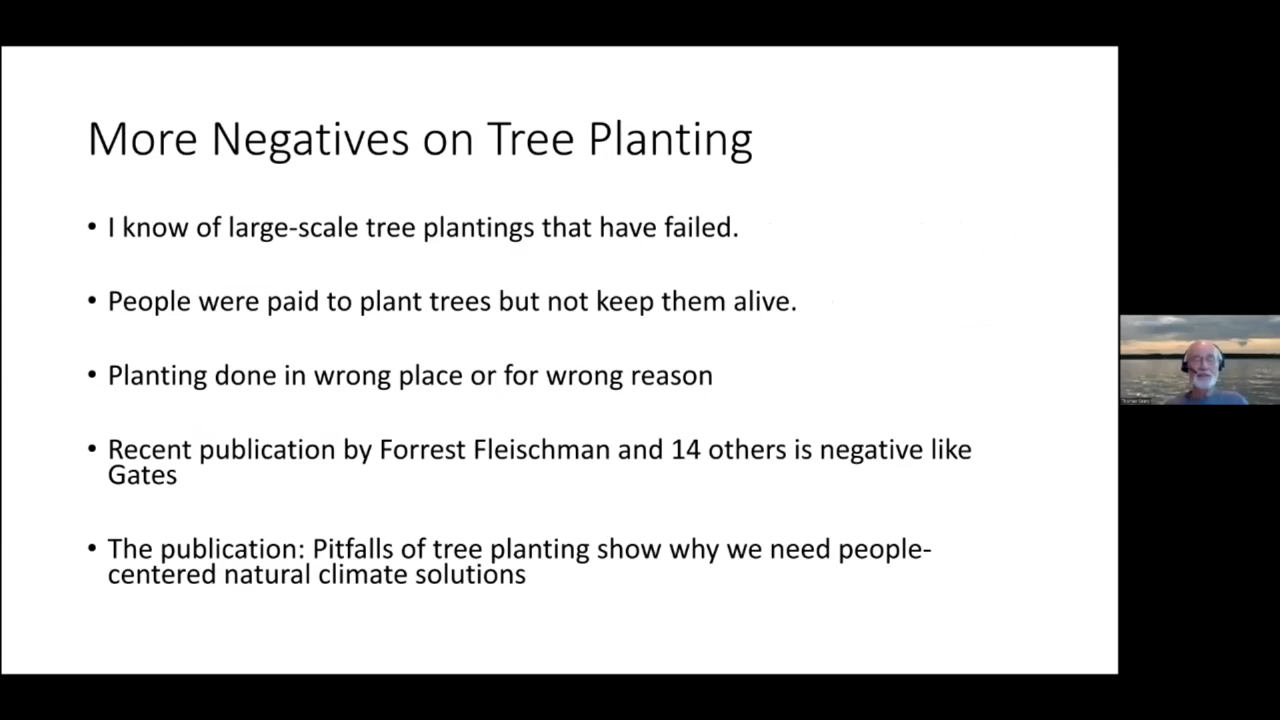 More Negatives on Tree Planting
• I know of large-scale tree plantings that have failed.
• People were paid to plant trees but not keep them alive.
• Planting done in wrong place or for wrong reason
• Recent publication by Forrest Fleischman and 14 others is negative like
Gates
• The publication: Pitfalls of tree planting show why we need people-
centered natural climate solutions